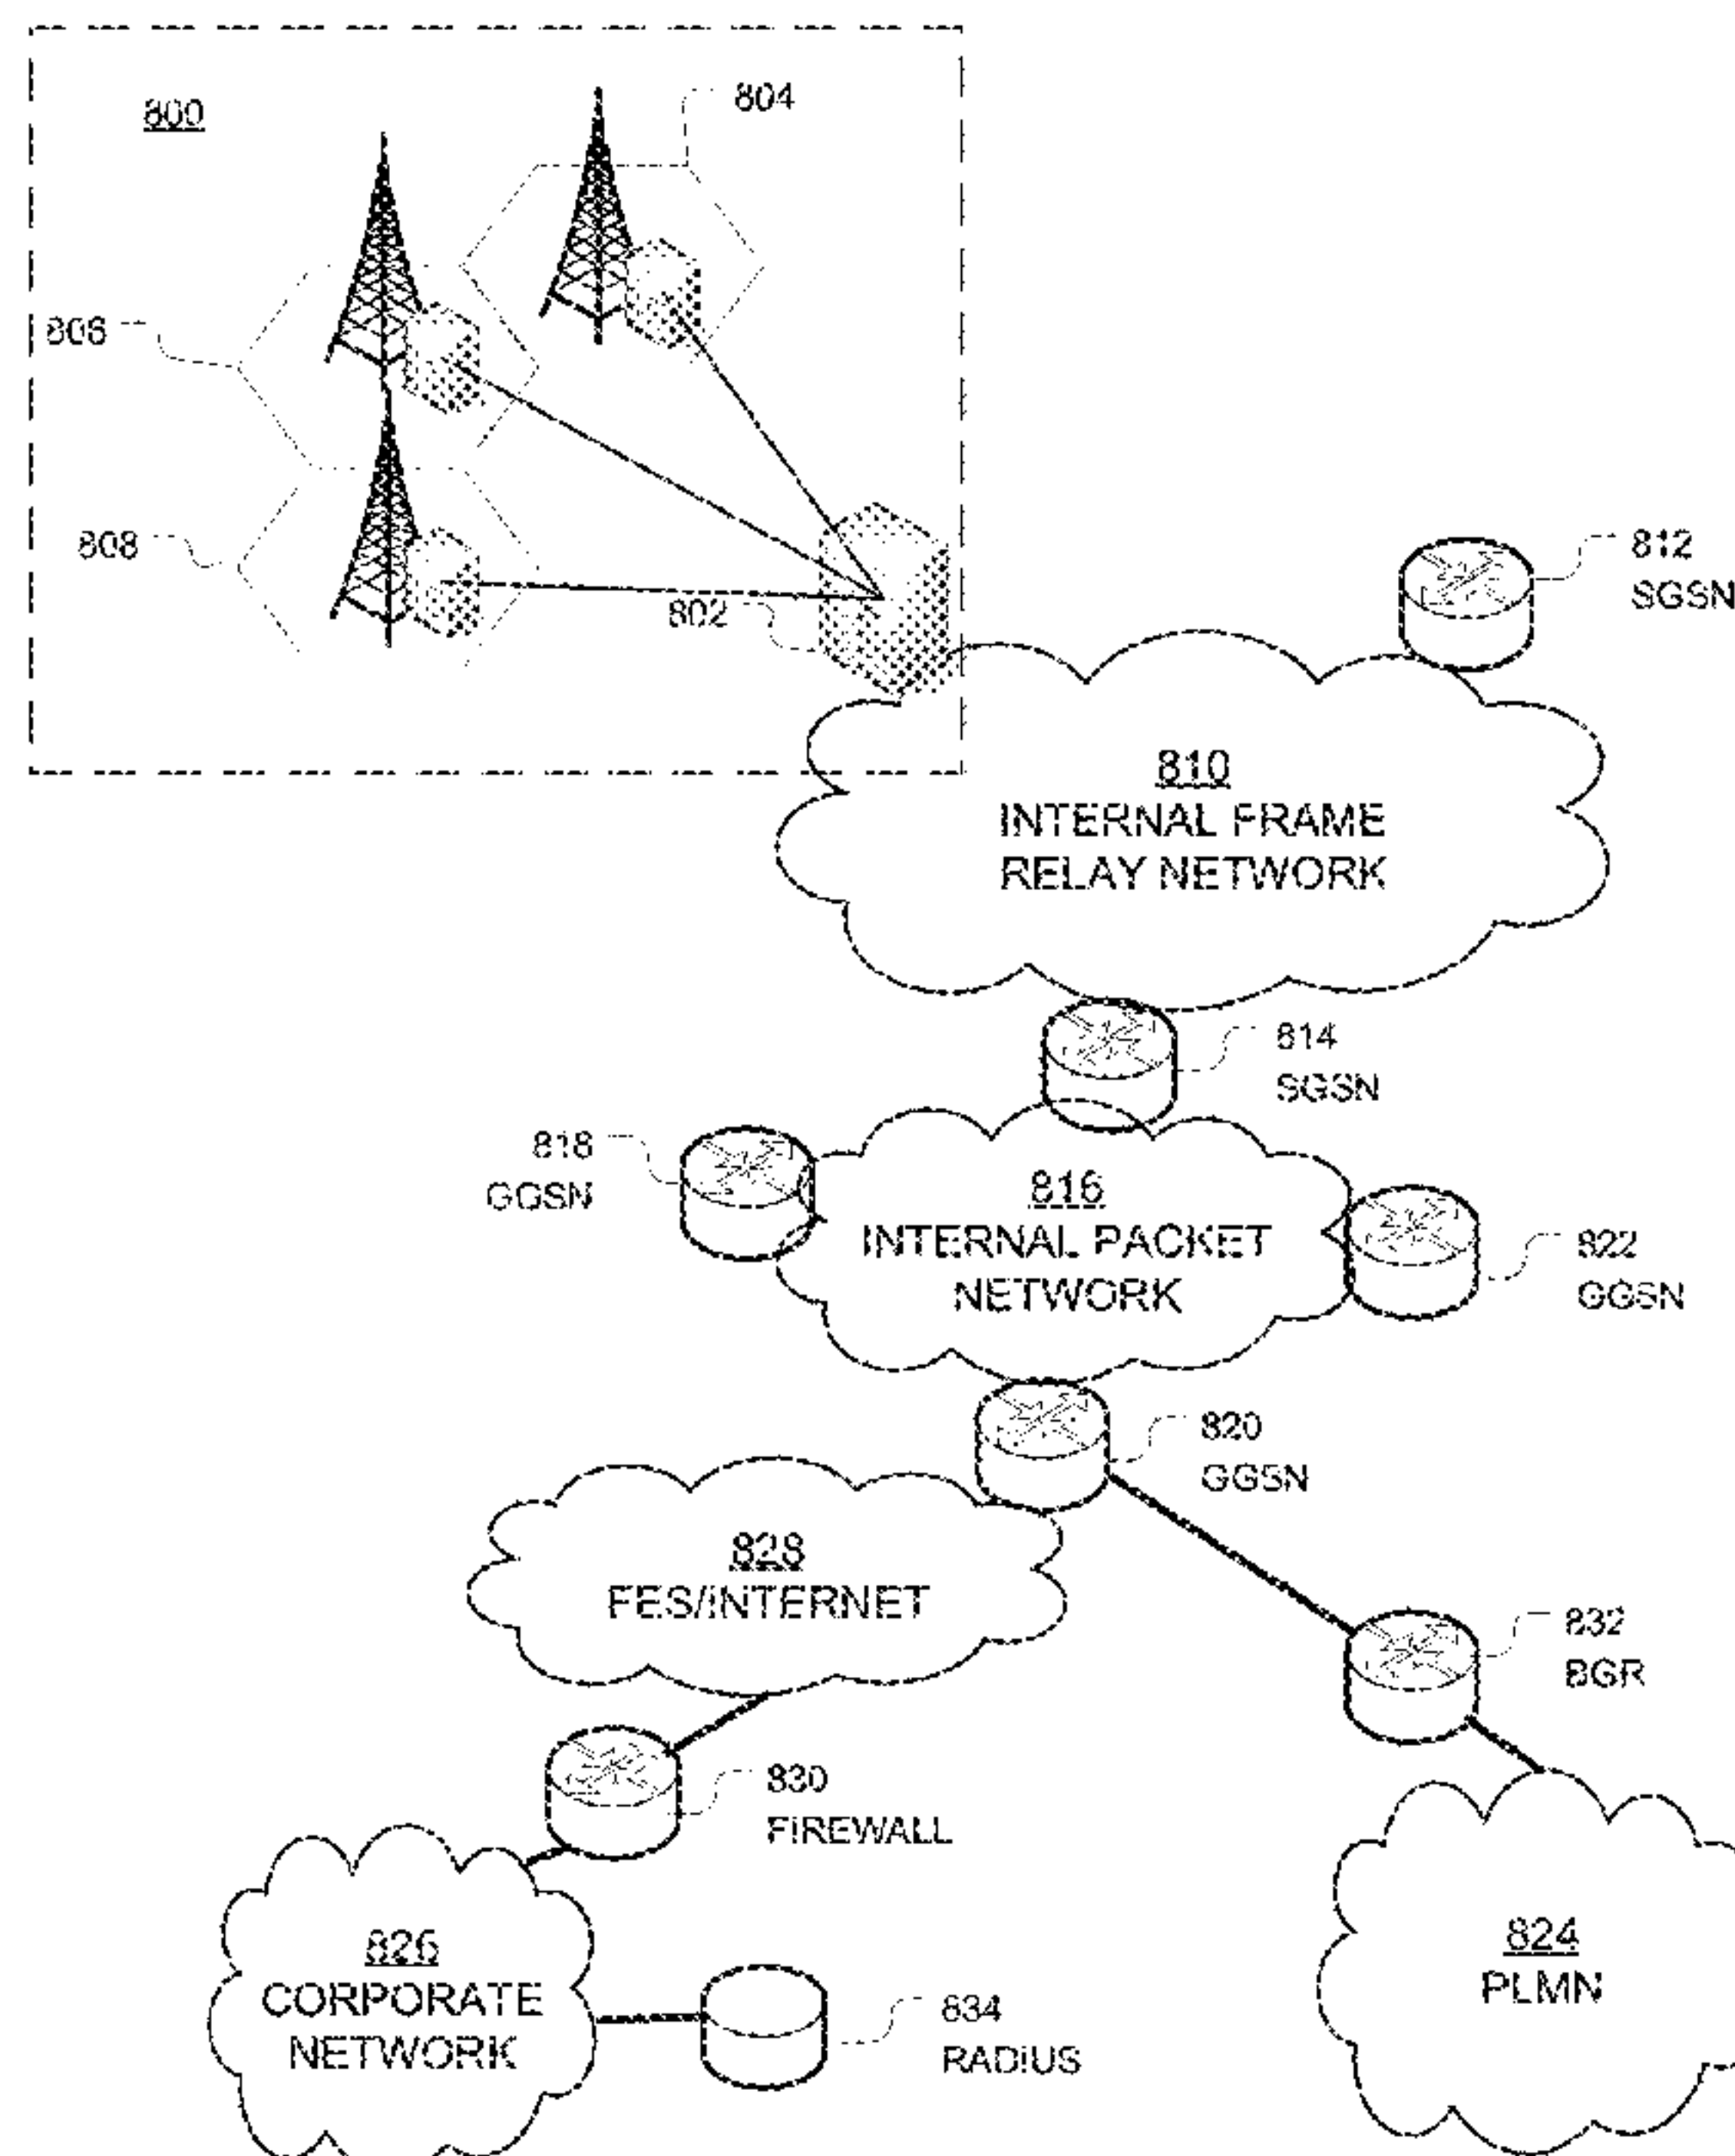 800
804
806
808
802
812
SGSN
810
INTERNAL FRAME
RELAY NETWORK
814
SGSN
818
GGSN
816
INTERNAL PACKET
NETWORK
822
GGSN
820
GGSN
828
FES/INTERNET
832
BGR
830
FIREWALL
826
CORPORATE
NETWORK
834
RADIUS
824
PLMN